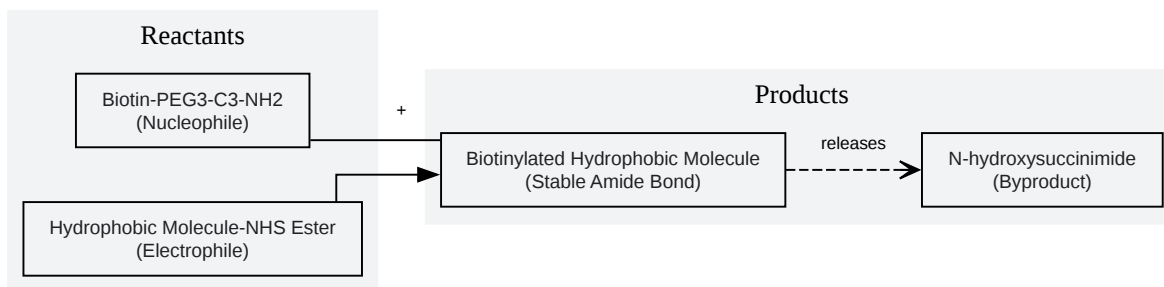 Reactants
Biotin-PEG3-C3-NH2
(Nucleophile)
+
Hydrophobic Molecule-NHS Ester
(Electrophile)
Products
Biotinylated Hydrophobic Molecule
(Stable Amide Bond)
releases
N-hydroxysuccinimide
(Byproduct)